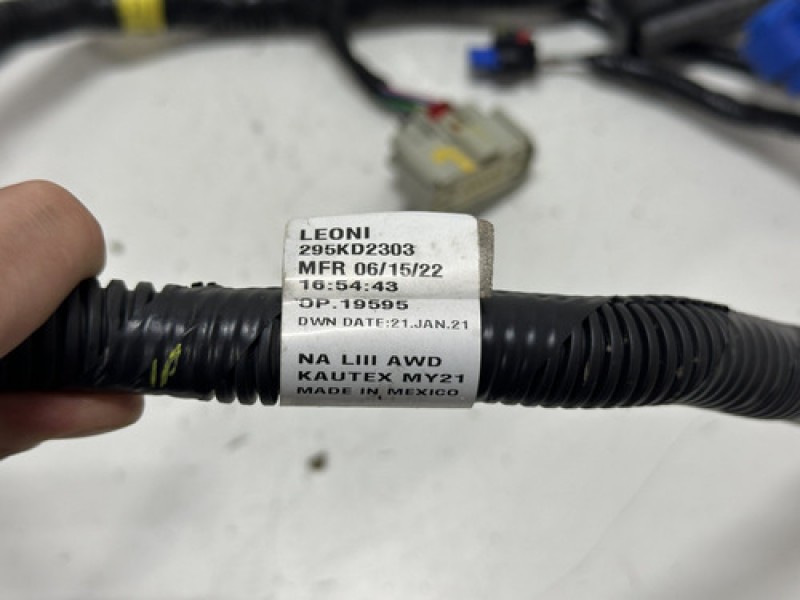 LEONI
295KD2303
MFR 06/15/22
16:54:43
OP.19595
DWN DATE:21.JAN.21
NA LIII AWD
KAUTEX MY21
MADE IN MEXICO